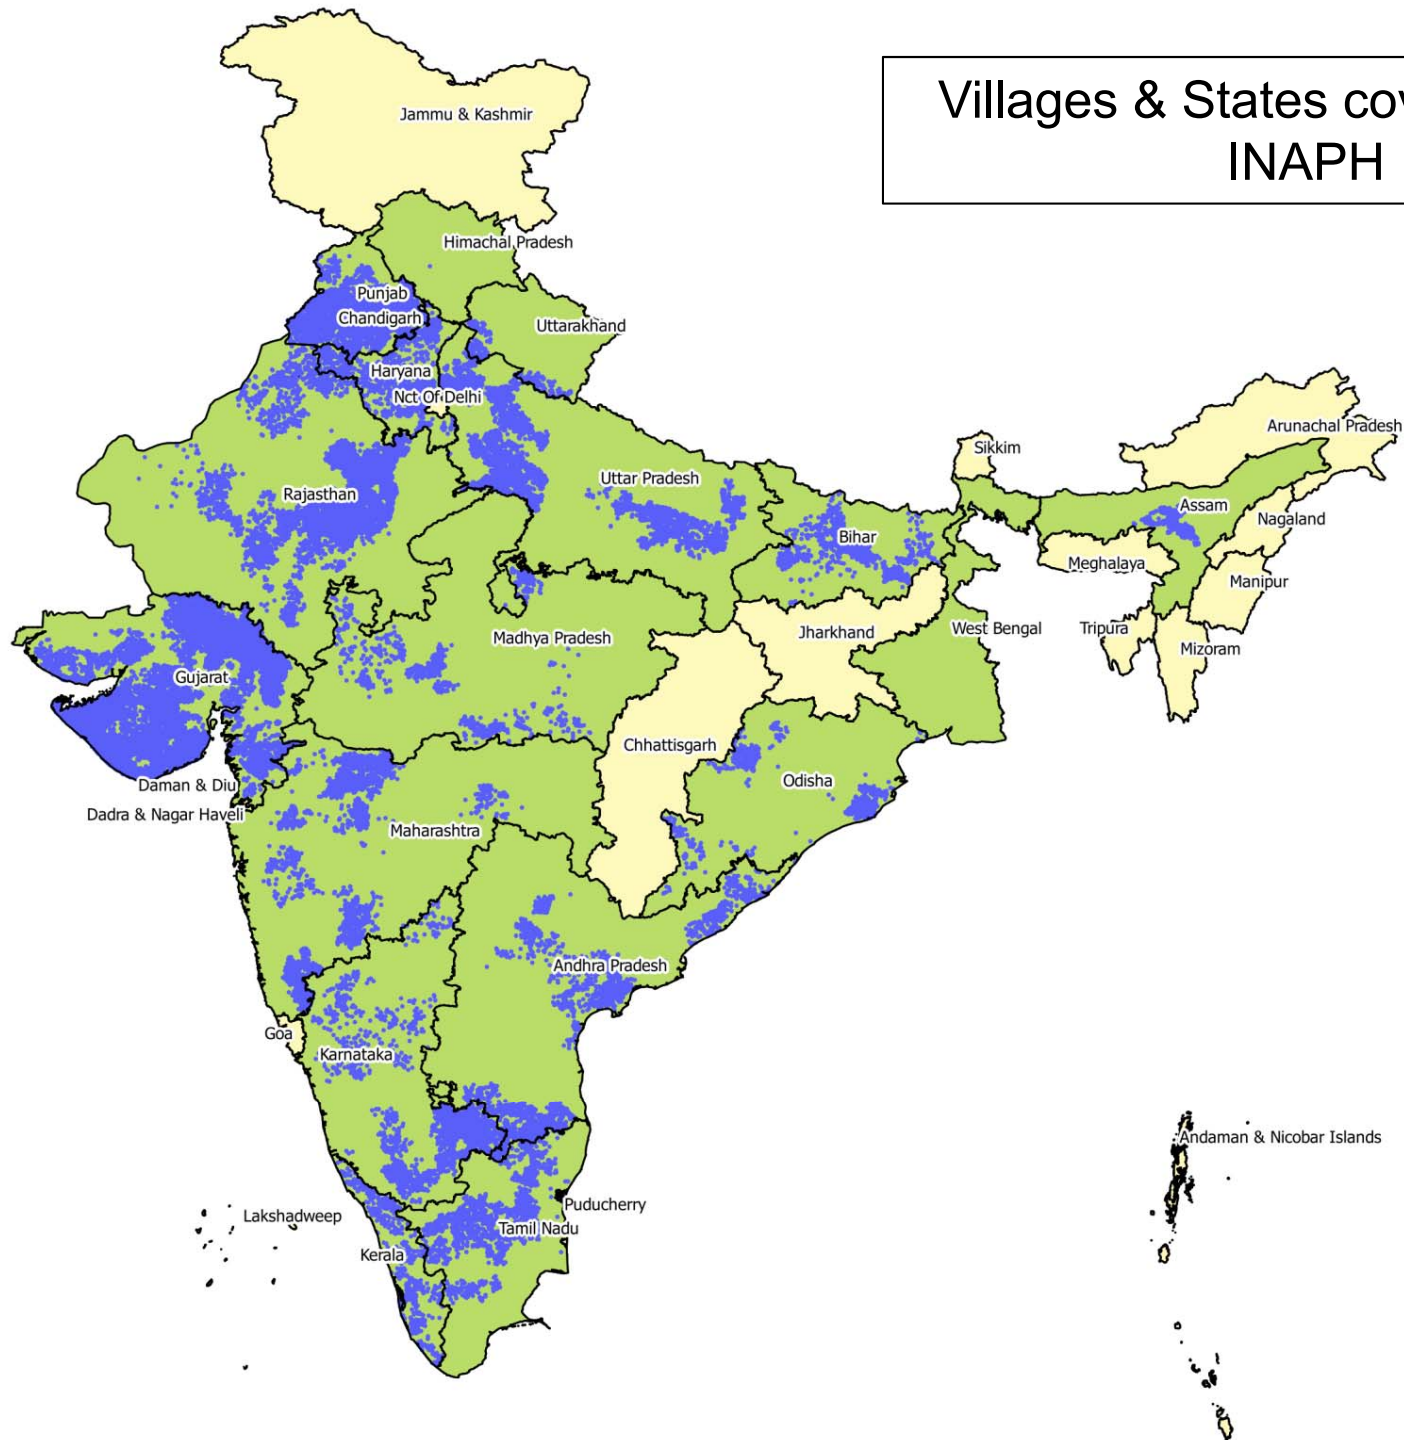 Villages & States cov
INAPH
Jammu & Kashmir
Himachal Pradesh
Punjab
Chandigarh
Uttarakhand
Haryana
Nct Of Delhi
Arunachal Pradesh
Sikkim
Uttar Pradesh
Rajasthan
Assam
Nagaland
Bihar
Meghalaya
Manipur
Jharkhand
West Bengal
Tripura
Madhya Pradesh
Mizoram
Gujarat
Chhattisgarh
Odisha
Daman & Diu
Dadra & Nagar Haveli
Maharashtra
Andhra Pradesh
Goa
Karnataka
Andaman & Nicobar Islands
Puducherry
Lakshadweep
Tamil Nadu
Kerala